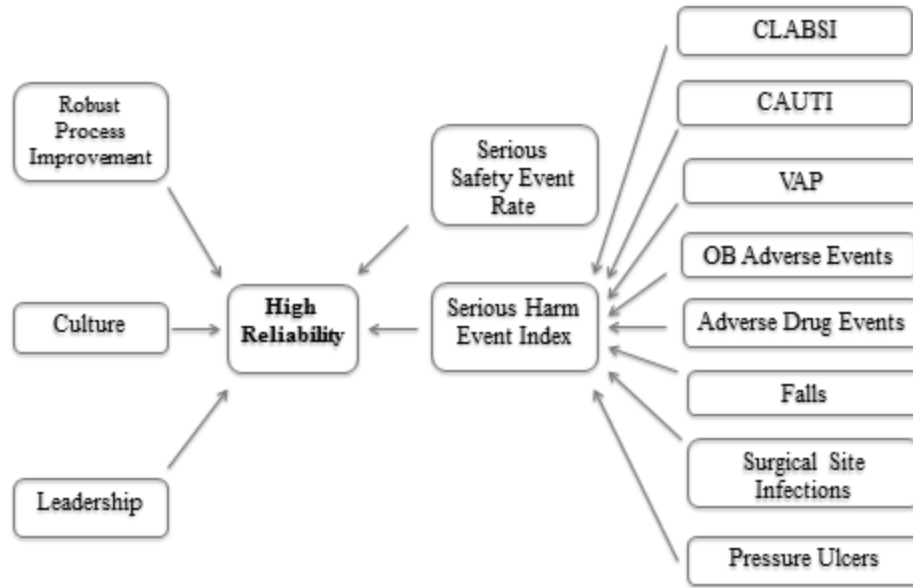 Robust
Process
Improvement
Culture
Leadership
High
Reliability
Serious
Safety Event
Rate
Serious Harm
Event Index
CLABSI
CAUTI
VAP
OB Adverse Events
Adverse Drug Events
Falls
Surgical Site
Infections
Pressure Ulcers